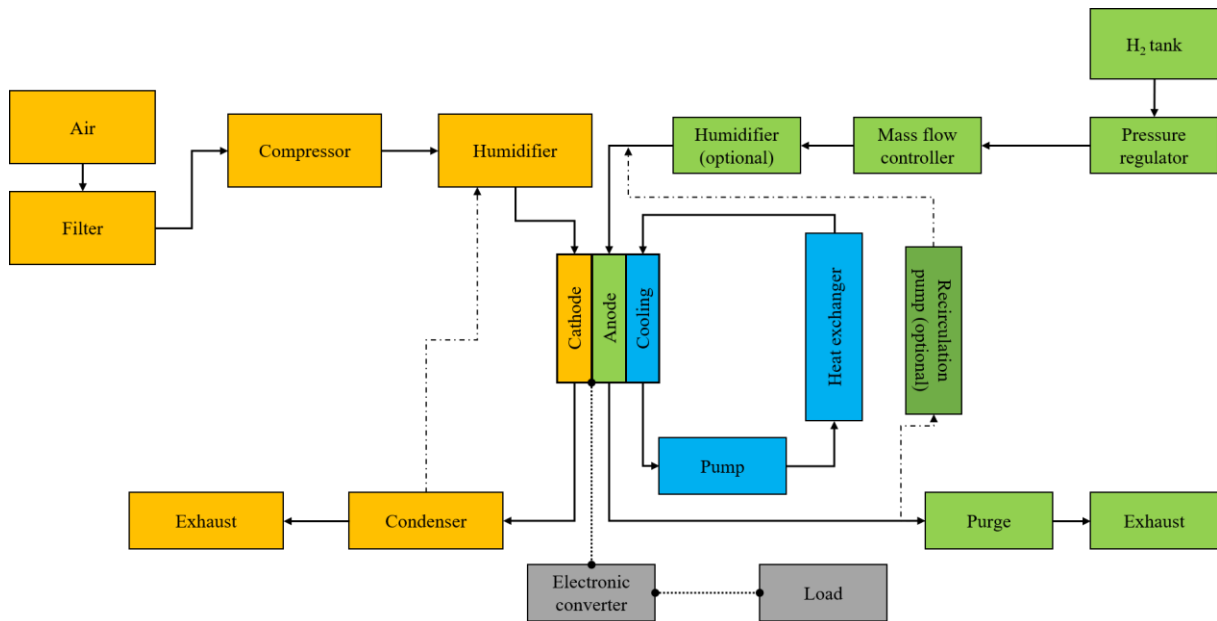 H₂ tank
Air
Compressor
Humidifier
Humidifier
(optional)
Mass flow
controller
Pressure
regulator
Filter
Cathode
Anode
Cooling
Heat exchanger
Recirculation
pump (optional)
Pump
Exhaust
Condenser
Purge
Exhaust
Electronic
converter
Load